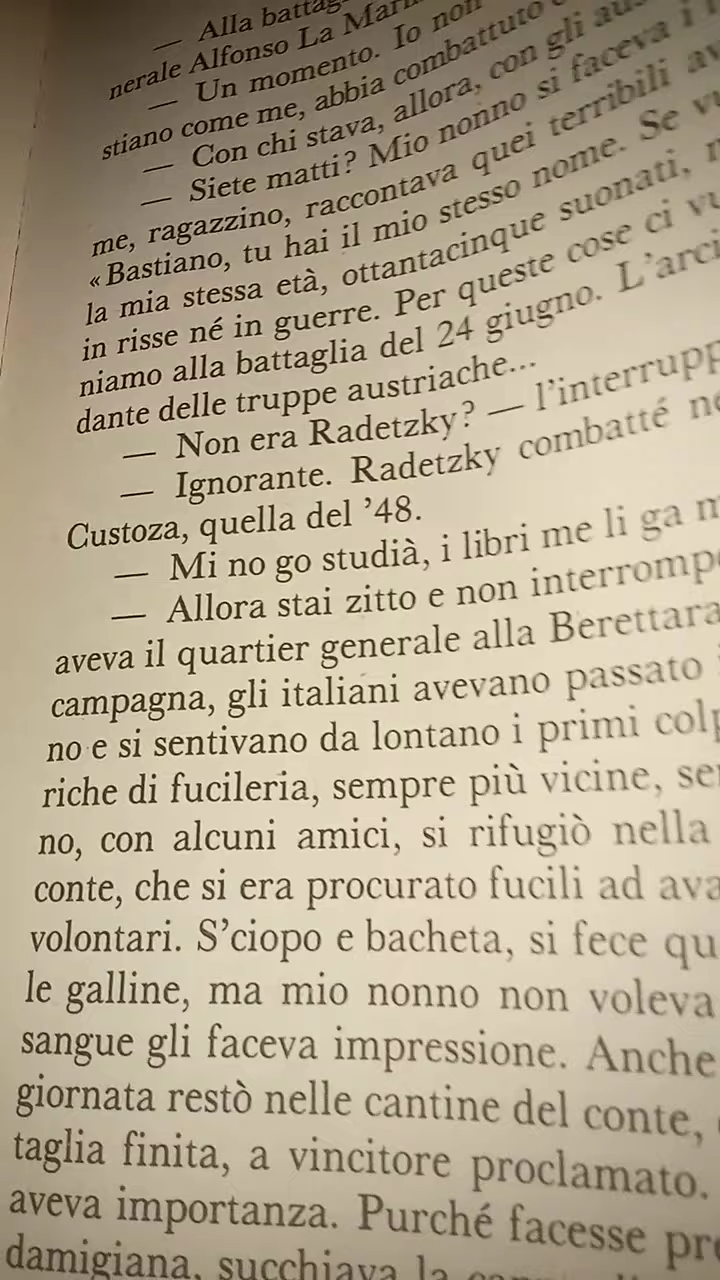 — Alla
nerale Alfonso La
— Un momento. Io non
stiano come me, abbia combattuto
— Con chi stava, allora, con gli
— Siete matti? Mio nonno si faceva i
me, ragazzino, raccontava quei terribili
«Bastiano, tu hai il mio stesso nome. Se
la mia stessa età, ottantacinque suonati,
in risse né in guerre. Per queste cose ci
niamo alla battaglia del 24 giugno. L'arci
dante delle truppe austriache...
— Non era Radetzky? — l'interrupp
— Ignorante. Radetzky combatté
Custoza, quella del '48.
— Mi no go studià, i libri me li ga
— Allora stai zitto e non interromp
aveva il quartier generale alla Berettara
campagna, gli italiani avevano passato
no e si sentivano da lontano i primi colp
riche di fucileria, sempre più vicine,
no, con alcuni amici, si rifugiò nella
conte, che si era procurato fucili ad ava
volontari. S'ciopo e bacheta, si fece qu
le galline, ma mio nonno non voleva
sangue gli faceva impressione. Anche
giornata restò nelle cantine del conte,
taglia finita, a vincitore proclamato.
aveva importanza. Purché facesse
damigiana, succhiava la